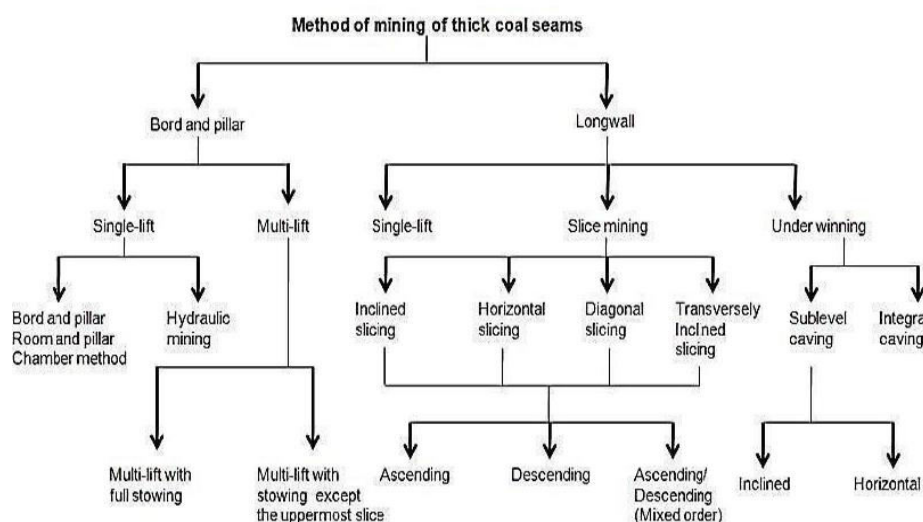 Method of mining of thick coal seams
Bord and pillar
Longwall
Single-lift
Multi-lift
Single-lift
Slice mining
Under winning
Bord and pillar
Room and pillar
Chamber method
Hydraulic
mining
Inclined
slicing
Horizontal
slicing
Diagonal
slicing
Transversely
Inclined
slicing
Sublevel
caving
Integra
caving
Multi-lift with
full stowing
Multi-lift with
stowing except
the uppermost slice
Ascending
Descending
Ascending/
Descending
(Mixed order)
Inclined
Horizontal